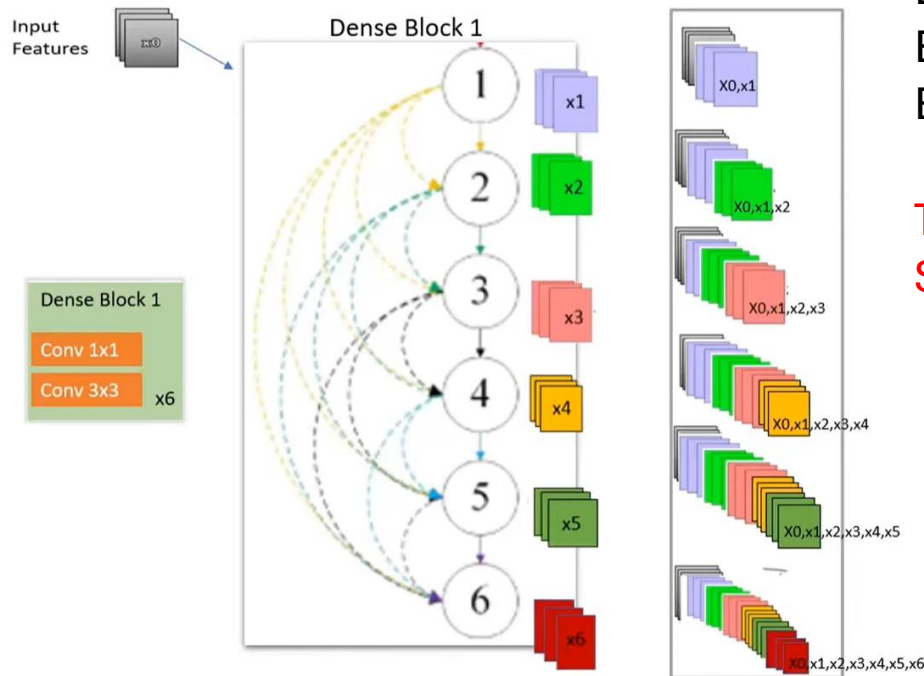 Input
Features
x0
Dense Block 1
1
x1
X0,x1
2
x2
X0,x1,x2
3
x3
X0,x1,x2,x3
Dense Block 1
Conv 1x1
Conv 3x3
x6
4
x4
X0,x1,x2,x3,x4
5
x5
X0,x1,x2,x3,x4,x5
6
x6
X0,x1,x2,x3,x4,x5,x6